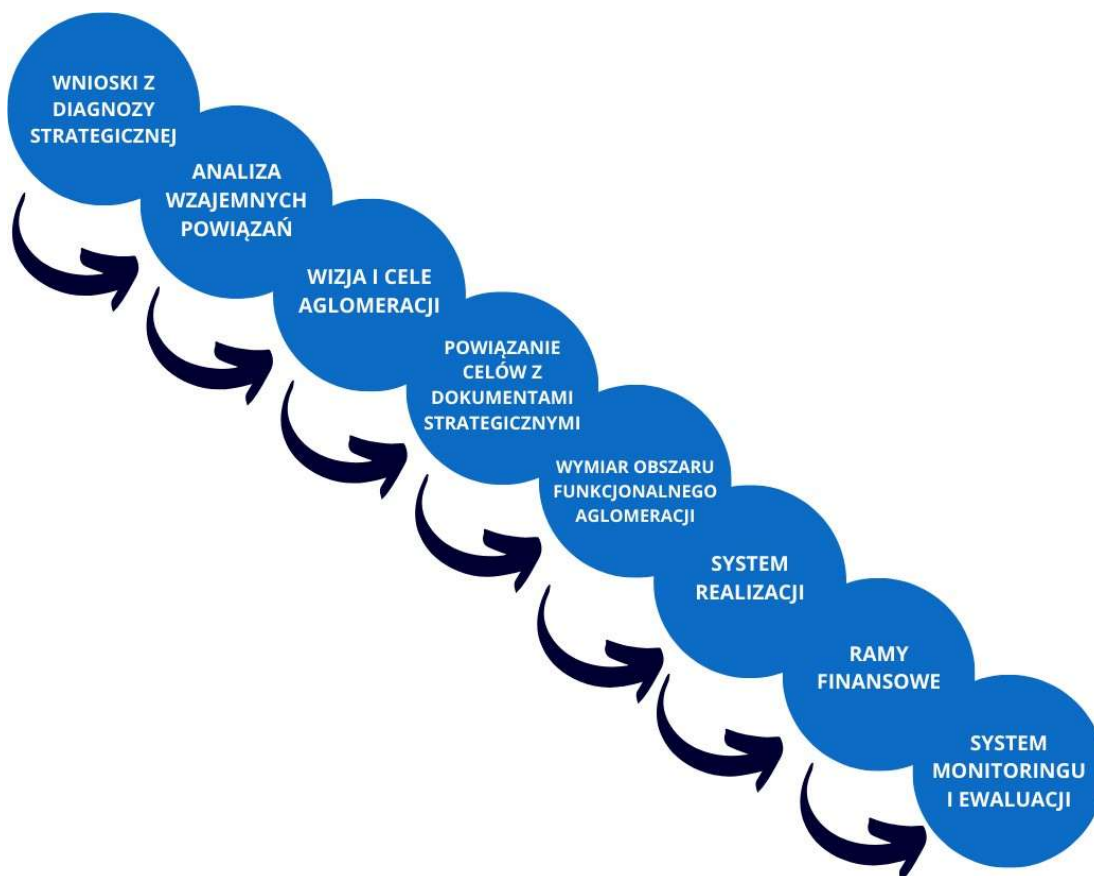 WNIOSKI Z
DIAGNOZY
STRATEGICZNEJ
ANALIZA
WZAJEMNYCH
POWIĄZAŃ
WIZJA I CELE
AGLOMERACJI
POWIĄZANIE
CELÓW Z
DOKUMENTAMI
STRATEGICZNYMI
WYMIAR OBSZARU
FUNKCJONALNEGO
AGLOMERACJI
SYSTEM
REALIZACJI
RAMY
FINANSOWE
SYSTEM
MONITORINGU
I EWALUACJI